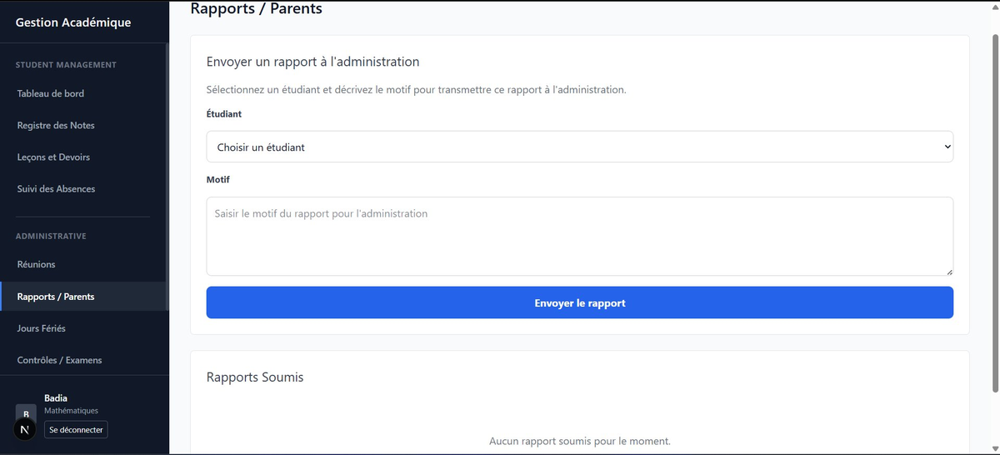 Gestion Académique
STUDENT MANAGEMENT
Tableau de bord
Registre des Notes
Leçons et Devoirs
Suivi des Absences
ADMINISTRATIVE
Réunions
Rapports / Parents
Jours Fériés
Contrôles / Examens
B
N
Badia
Mathématiques
Se déconnecter
Rapports / Parents
Envoyer un rapport à l'administration
Sélectionnez un étudiant et décrivez le motif pour transmettre ce rapport à l'administration.
Étudiant
Choisir un étudiant
Motif
Saisir le motif du rapport pour l'administration
Envoyer le rapport
Rapports Soumis
Aucun rapport soumis pour le moment.